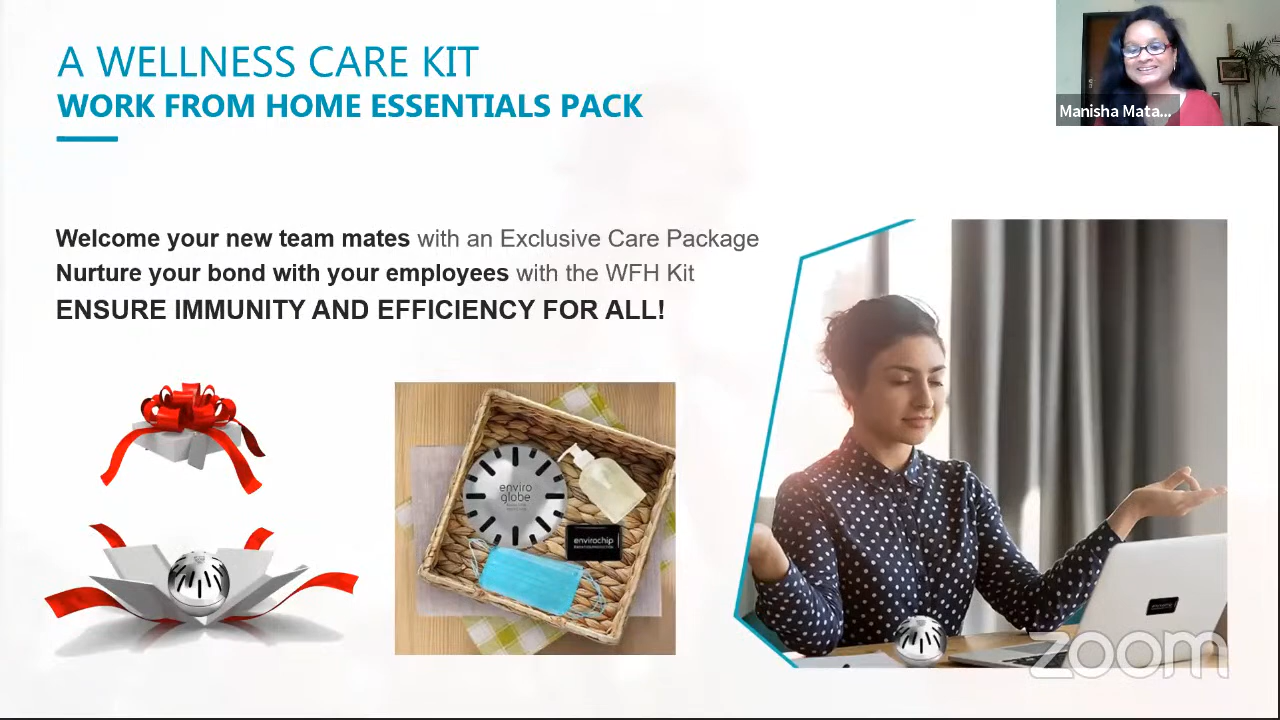 A WELLNESS CARE KIT
WORK FROM HOME ESSENTIALS PACK
Manisha Mata...
Welcome your new team mates with an Exclusive Care Package
Nurture your bond with your employees with the WFH Kit
ENSURE IMMUNITY AND EFFICIENCY FOR ALL!
enviro
globe
envirochip
envirochip
zoom